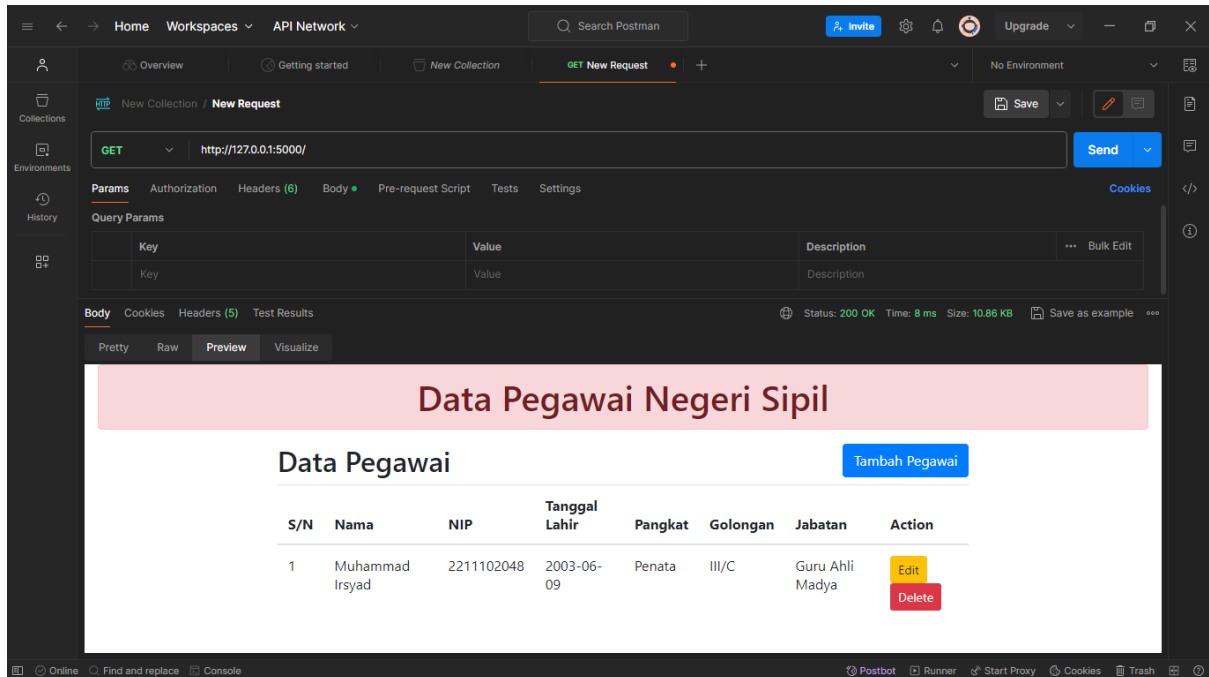 Home Workspaces API Network Search Postman Invite Upgrade
Overview Getting started New Collection GET New Request No Environment
HTTP New Collection / New Request Save
Collections
GET http://127.0.0.1:5000/ Send
Environments
Params Authorization Headers (6) Body Pre-request Script Tests Settings Cookies
History
Query Params
Key Value Description Bulk Edit
Key Value Description
Body Cookies Headers (5) Test Results Status: 200 OK Time: 8 ms Size: 10.86 KB Save as example
Pretty Raw Preview Visualize
Data Pegawai Negeri Sipil
Data Pegawai Tambah Pegawai
S/N Nama NIP Tanggal Lahir Pangkat Golongan Jabatan Action
1 Muhammad Irsyad 2211102048 2003-06-09 Penata III/C Guru Ahli Madya Edit
Delete
Online Find and replace Console Postbot Runner Start Proxy Cookies Trash